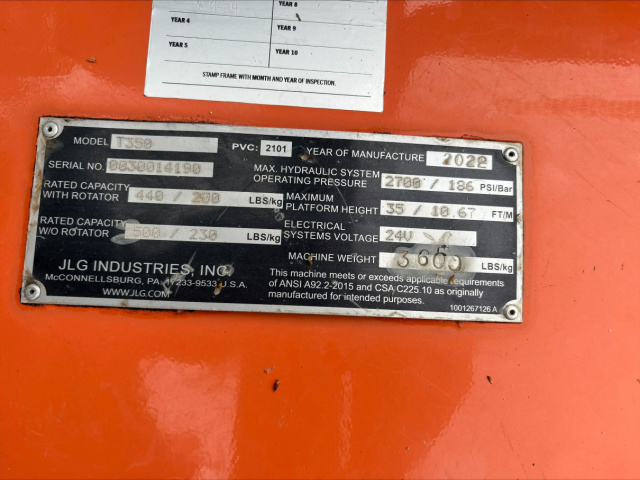 YEAR 4
YEAR 5
YEAR 8
YEAR 9
YEAR 10
STAMP FRAME WITH MONTH AND YEAR OF INSPECTION.
MODEL T350
PVC: 2101
YEAR OF MANUFACTURE 2022
SERIAL NO. 0030014190
MAX. HYDRAULIC SYSTEM
OPERATING PRESSURE 2700 / 186 PSI/Bar
RATED CAPACITY
WITH ROTATOR 440 / 200 LBS/kg
MAXIMUM
PLATFORM HEIGHT 35 / 10.67 FT/M
RATED CAPACITY
W/O ROTATOR 500 / 230 LBS/kg
ELECTRICAL
SYSTEMS VOLTAGE 24V
MACHINE WEIGHT 3660 LBS/kg
JLG INDUSTRIES, INC.
McCONNELLSBURG, PA. 17233-9533 U.S.A.
WWW.JLG.COM
This machine meets or exceeds applicable requirements
of ANSI A92.2-2015 and CSA C225.10 as originally
manufactured for intended purposes.
1001267126 A